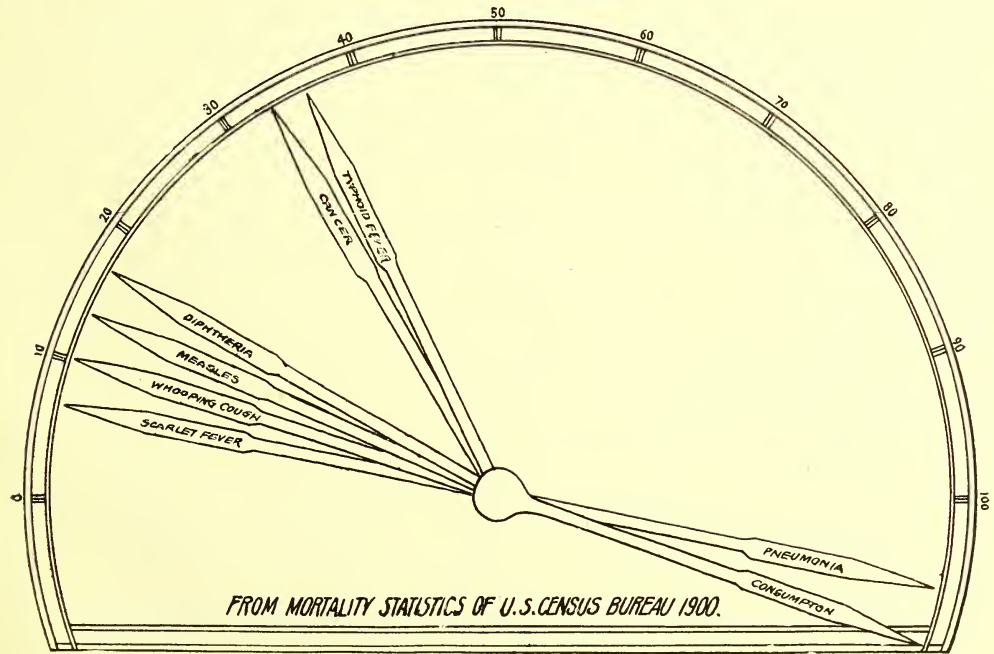 50
40
60
30
70
20
80
10
90
0
100
TYPHOID FEVER
CANCER
DIPHTHERIA
MEASLES
WHOOPING COUGH
SCARLET FEVER
PNEUMONIA
CONSUMPTON
FROM MORTALITY STATISTICS OF U.S. CENSUS BUREAU 1900.